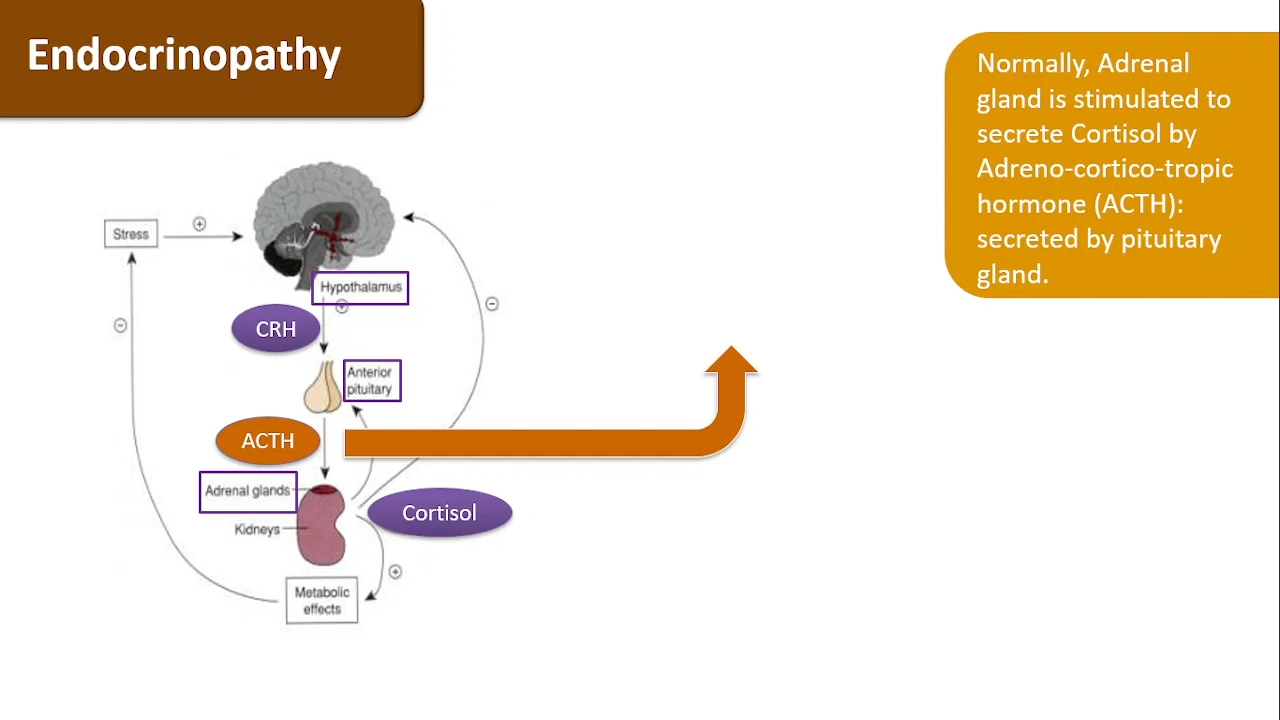 Endocrinopathy
Normally, Adrenal
gland is stimulated to
secrete Cortisol by
Adreno-cortico-tropic
hormone (ACTH):
secreted by pituitary
gland.
Stress
+
Hypothalamus
+
−
−
CRH
Anterior
pituitary
ACTH
Adrenal glands
Cortisol
Kidneys
+
Metabolic
effects